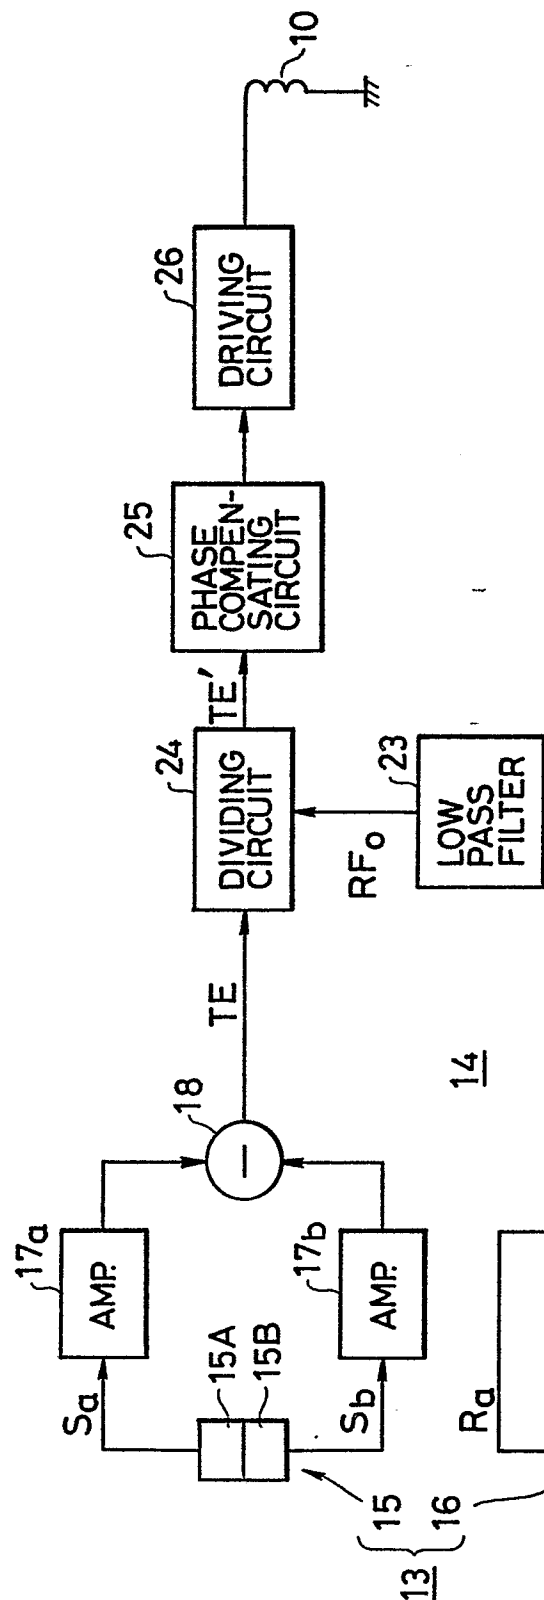 10
26
DRIVING
CIRCUIT
25
PHASE
COMPEN-
SATING
CIRCUIT
TE'
24
DIVIDING
CIRCUIT
RFo
23
LOW
PASS
FILTER
TE
18
14
17a
AMP.
17b
AMP.
Sa
15A
15B
Sb
Ra
15
16
13